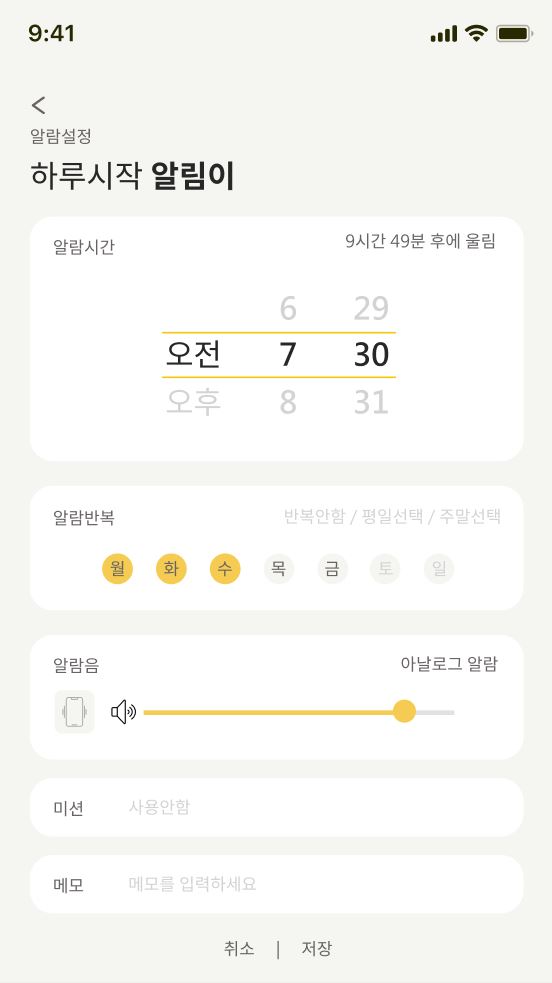 9:41
알람설정
하루시작 알림이
알람시간
9시간 49분 후에 울림
6 29
오전 7 30
오후 8 31
알람반복
반복안함 / 평일선택 / 주말선택
월 화 수 목 금 토 일
알람음
아날로그 알람
미션 사용안함
메모 메모를 입력하세요
취소 | 저장